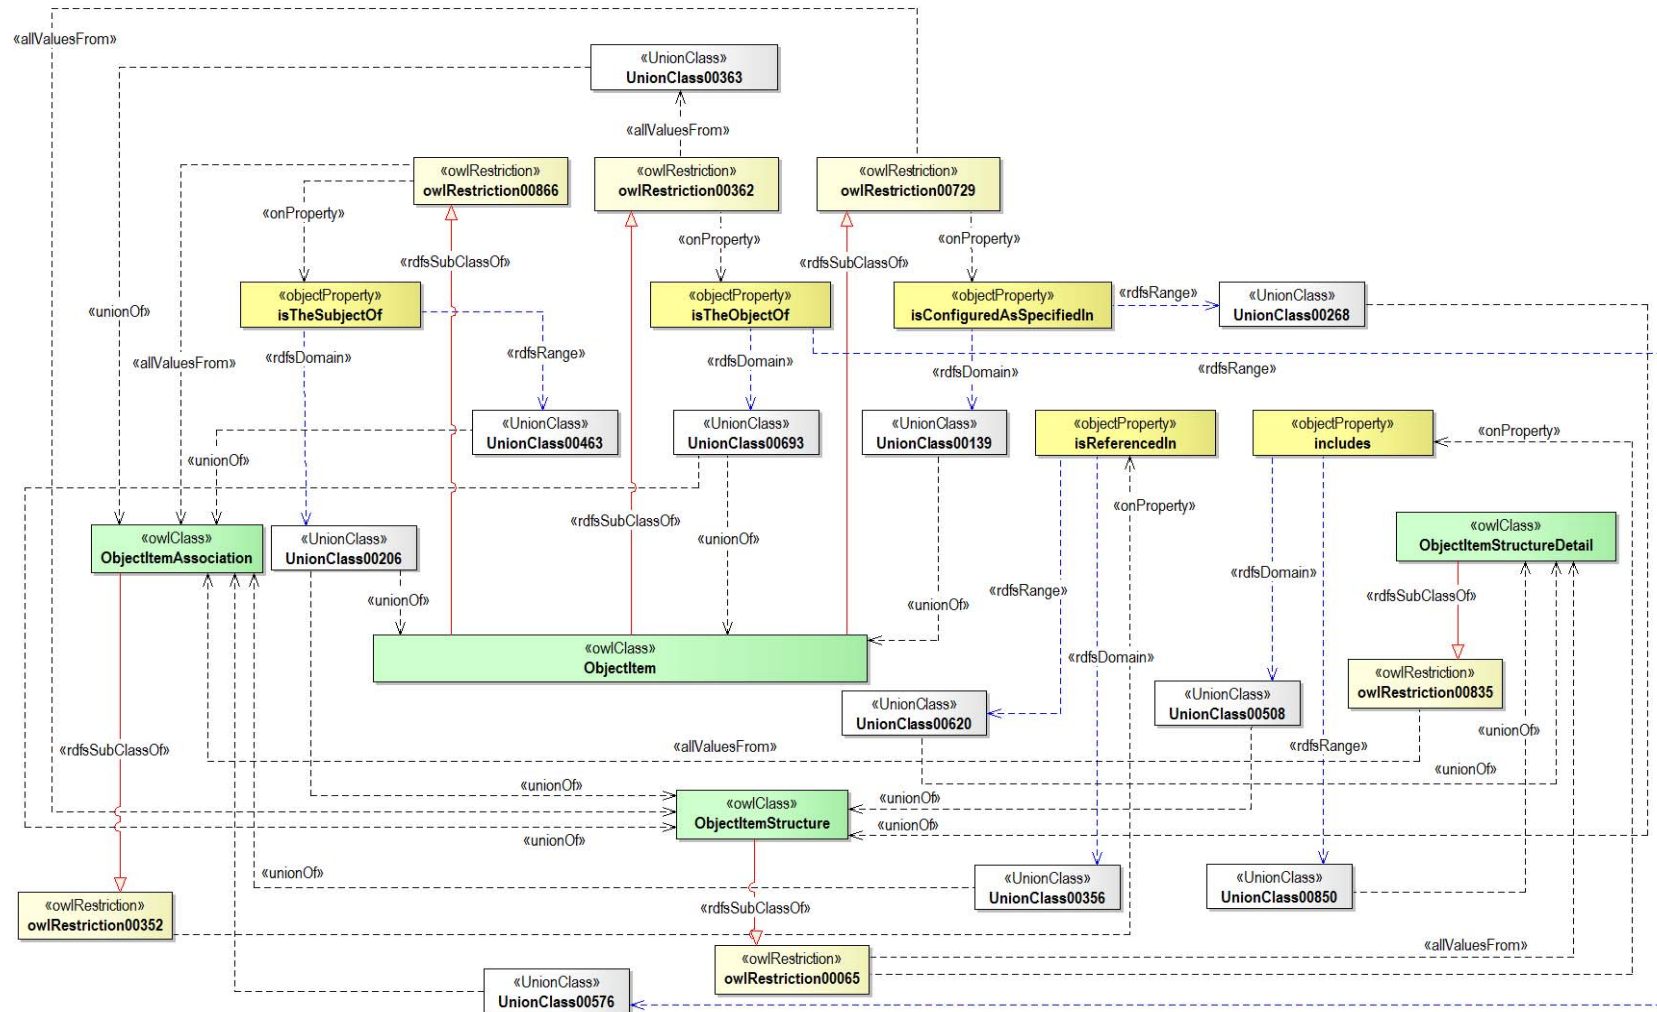 «allValuesFrom»
«UnionClass»
UnionClass00363
«allValuesFrom»
«owlRestriction»
owlRestriction00866
«owlRestriction»
owlRestriction00362
«owlRestriction»
owlRestriction00729
«onProperty»
«onProperty»
«onProperty»
«rdfsSubClassOf»
«rdfsSubClassOf»
«objectProperty»
isTheSubjectOf
«objectProperty»
isTheObjectOf
«objectProperty»
isConfiguredAsSpecifiedIn
«rdfsRange»
«UnionClass»
UnionClass00268
«unionOf»
«allValuesFrom»
«rdfsDomain»
«rdfsRange»
«rdfsDomain»
«rdfsDomain»
«rdfsRange»
«UnionClass»
UnionClass00463
«UnionClass»
UnionClass00693
«UnionClass»
UnionClass00139
«objectProperty»
isReferencedIn
«objectProperty»
includes
«onProperty»
«unionOf»
«onProperty»
«rdfsSubClassOf»
«unionOf»
«owlClass»
ObjectItemAssociation
«UnionClass»
UnionClass00206
«owlClass»
ObjectItemStructureDetail
«rdfsDomain»
«rdfsRange»
«rdfsSubClassOf»
«unionOf»
«unionOf»
«owlClass»
ObjectItem
«rdfsDomain»
«owlRestriction»
owlRestriction00835
«UnionClass»
UnionClass00620
«UnionClass»
UnionClass00508
«unionOf»
«rdfsSubClassOf»
«allValuesFrom»
«rdfsRange»
«unionOf»
«unionOf»
«owlClass»
ObjectItemStructure
«unionOf»
«unionOf»
«unionOf»
«unionOf»
«UnionClass»
UnionClass00356
«UnionClass»
UnionClass00850
«owlRestriction»
owlRestriction00352
«rdfsSubClassOf»
«allValuesFrom»
«owlRestriction»
owlRestriction00065
«UnionClass»
UnionClass00576